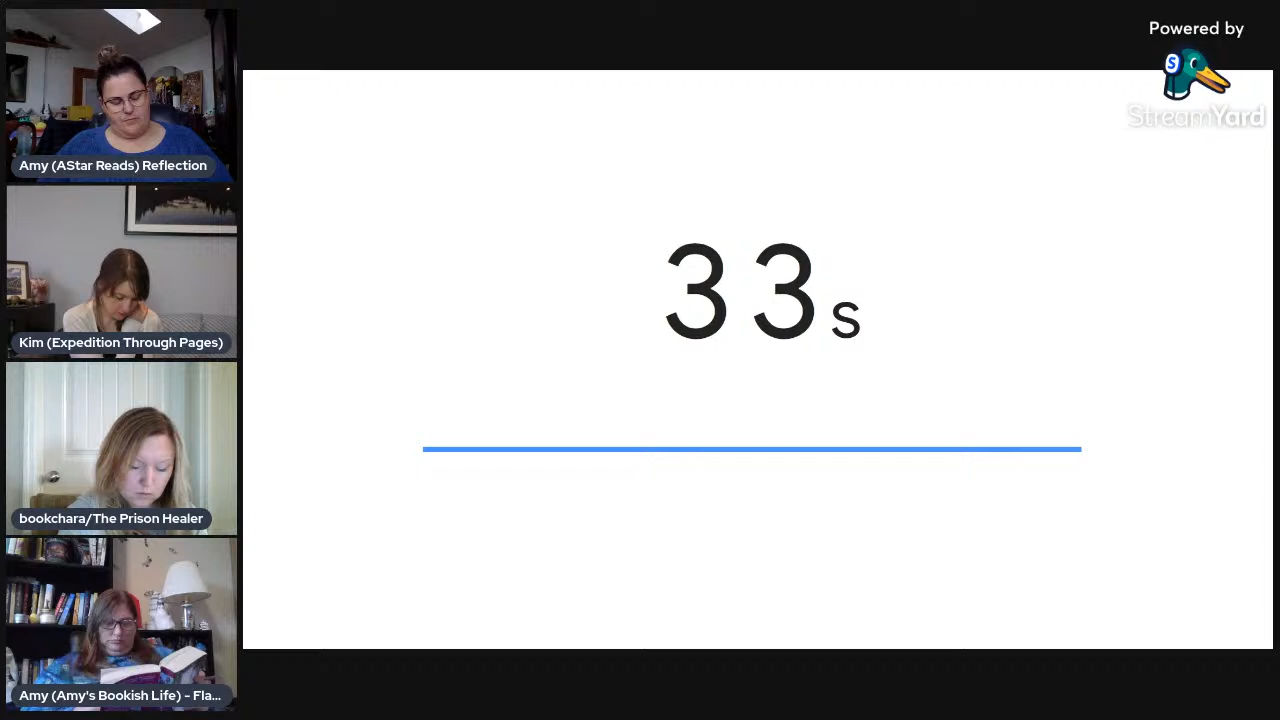 Powered by
StreamYard
Amy (AStar Reads) Reflection
Kim (Expedition Through Pages)
bookchara/The Prison Healer
Amy (Amy's Bookish Life) - Fla...
33s